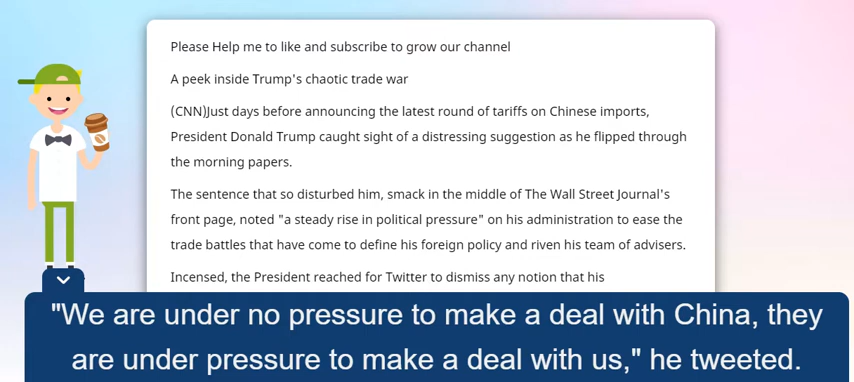 Please Help me to like and subscribe to grow our channel
A peek inside Trump's chaotic trade war
(CNN)Just days before announcing the latest round of tariffs on Chinese imports,
President Donald Trump caught sight of a distressing suggestion as he flipped through
the morning papers.
The sentence that so disturbed him, smack in the middle of The Wall Street Journal's
front page, noted "a steady rise in political pressure" on his administration to ease the
trade battles that have come to define his foreign policy and riven his team of advisers.
Incensed, the President reached for Twitter to dismiss any notion that his
"We are under no pressure to make a deal with China, they
are under pressure to make a deal with us," he tweeted.